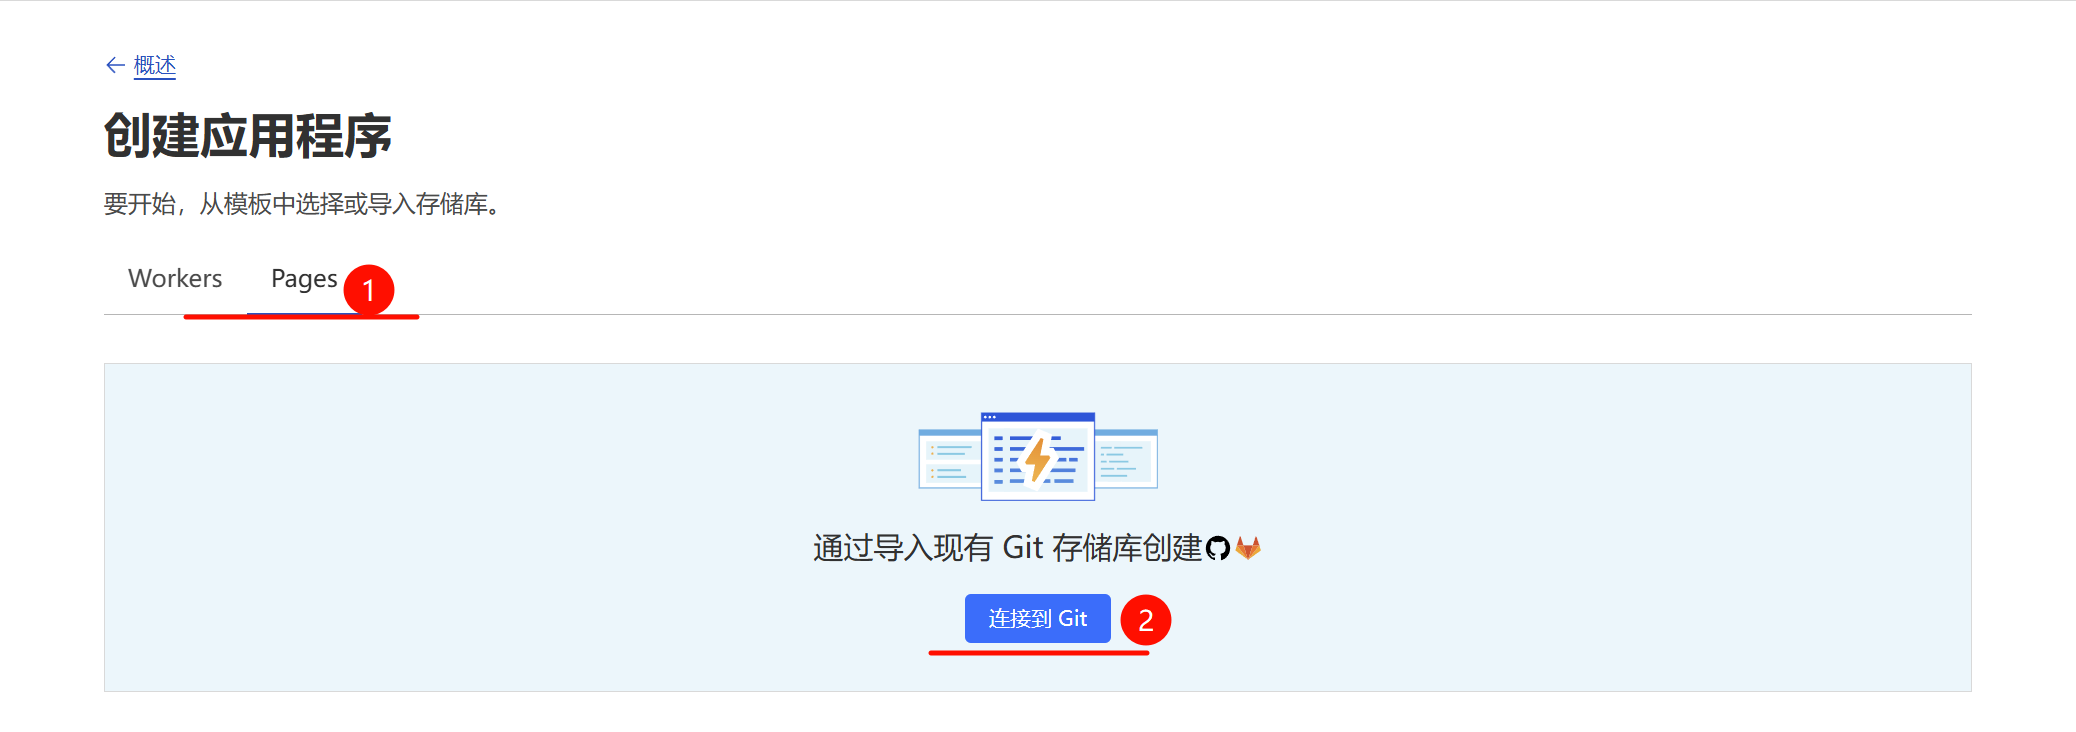 ← 概述
创建应用程序
要开始，从模板中选择或导入存储库。
Workers Pages 1
通过导入现有 Git 存储库创建
连接到 Git 2